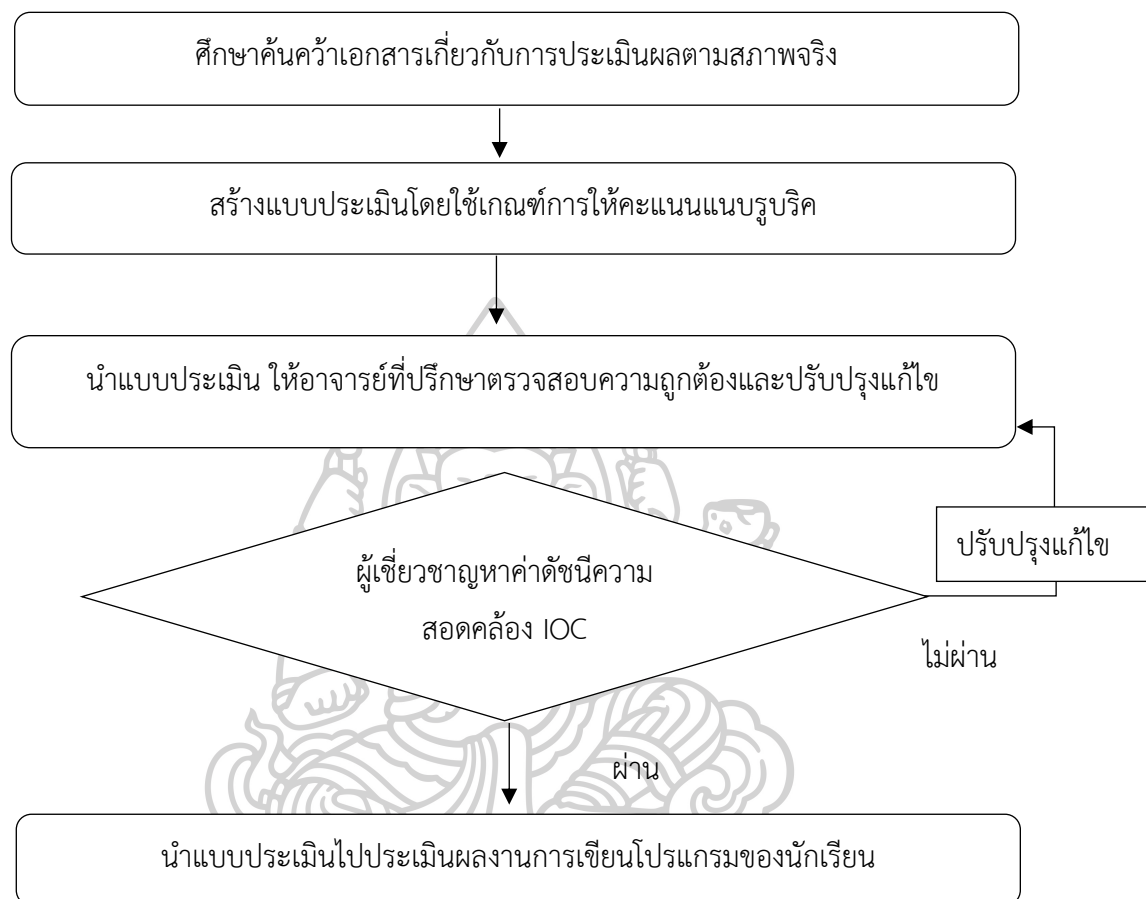 ศึกษาค้นคว้าเอกสารเกี่ยวกับการประเมินผลตามสภาพจริง
สร้างแบบประเมินโดยใช้เกณฑ์การให้คะแนนแนบรูบริค
นำแบบประเมิน ให้อาจารย์ที่ปรึกษาตรวจสอบความถูกต้องและปรับปรุงแก้ไข
ปรับปรุงแก้ไข
ผู้เชี่ยวชาญหาค่าดัชนีความ
สอดคล้อง IOC
ไม่ผ่าน
ผ่าน
นำแบบประเมินไปประเมินผลงานการเขียนโปรแกรมของนักเรียน